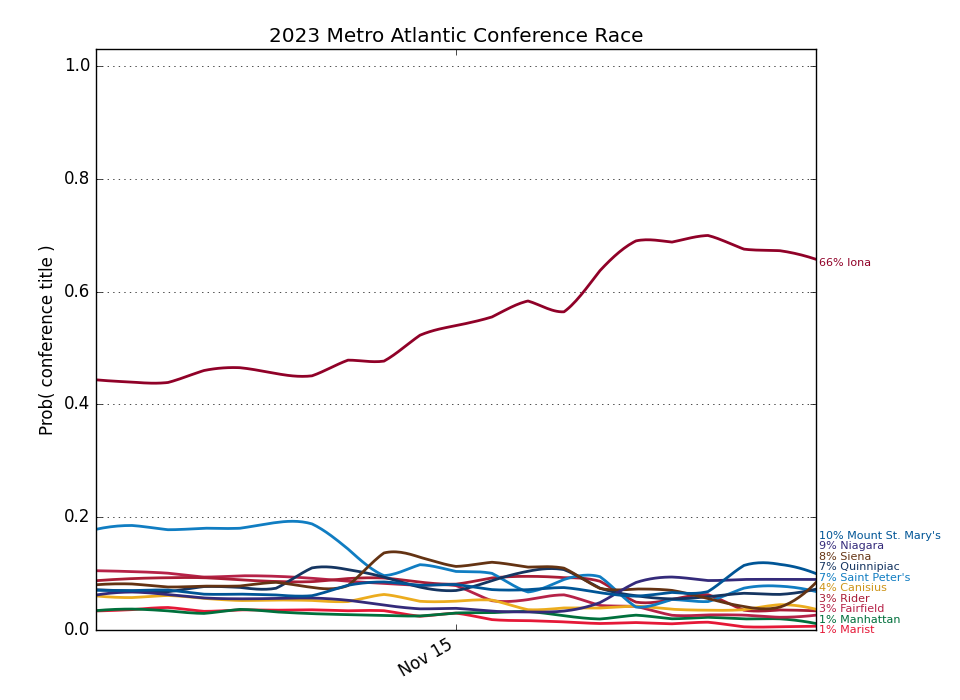 2023 Metro Atlantic Conference Race
Prob( conference title )
1.0
0.8
0.6
0.4
0.2
0.0
Nov 15
66% Iona
10% Mount St. Mary's
9% Niagara
8% Siena
7% Quinnipiac
7% Saint Peter's
4% Canisius
3% Rider
3% Fairfield
1% Manhattan
1% Marist